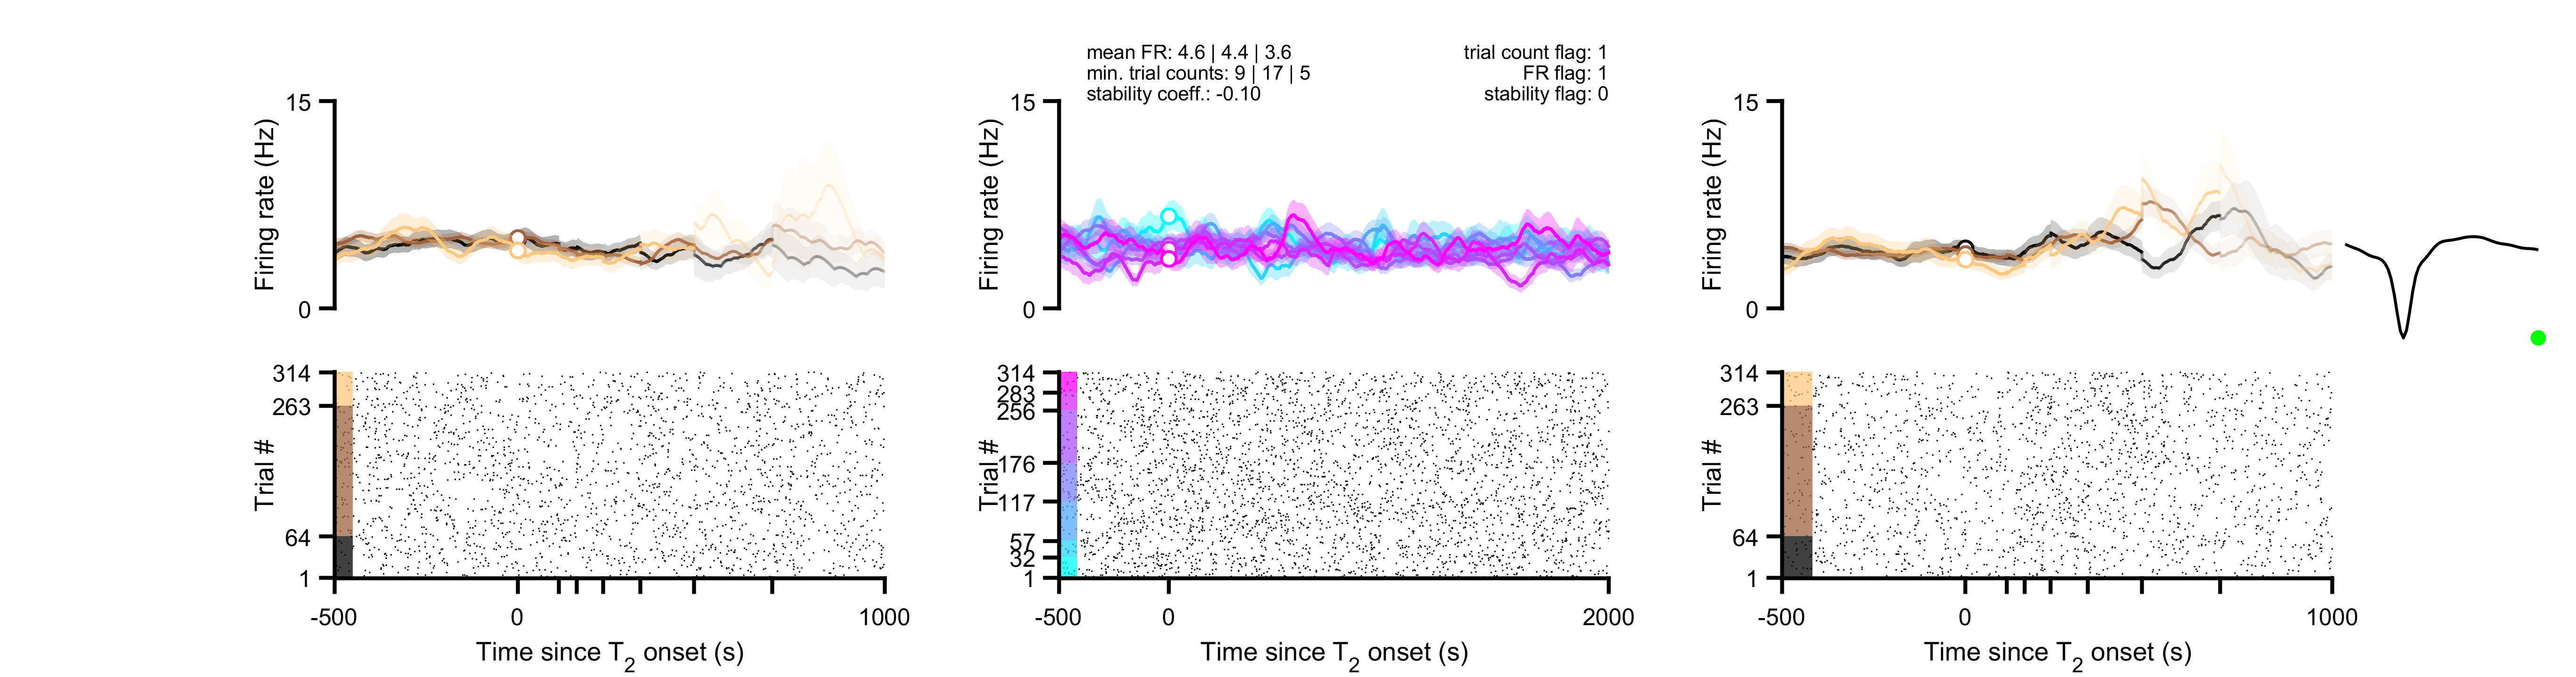 mean FR: 4.6 | 4.4 | 3.6
min. trial counts: 9 | 17 | 5
stability coeff.: -0.10
trial count flag: 1
FR flag: 1
stability flag: 0
15
0
Firing rate (Hz)
15
0
Firing rate (Hz)
15
0
Firing rate (Hz)
314
263
64
1
Trial #
-500
0
1000
Time since T2 onset (s)
314
283
256
176
117
57
32
1
Trial #
-500
0
2000
Time since T2 onset (s)
314
263
64
1
Trial #
-500
0
1000
Time since T2 onset (s)